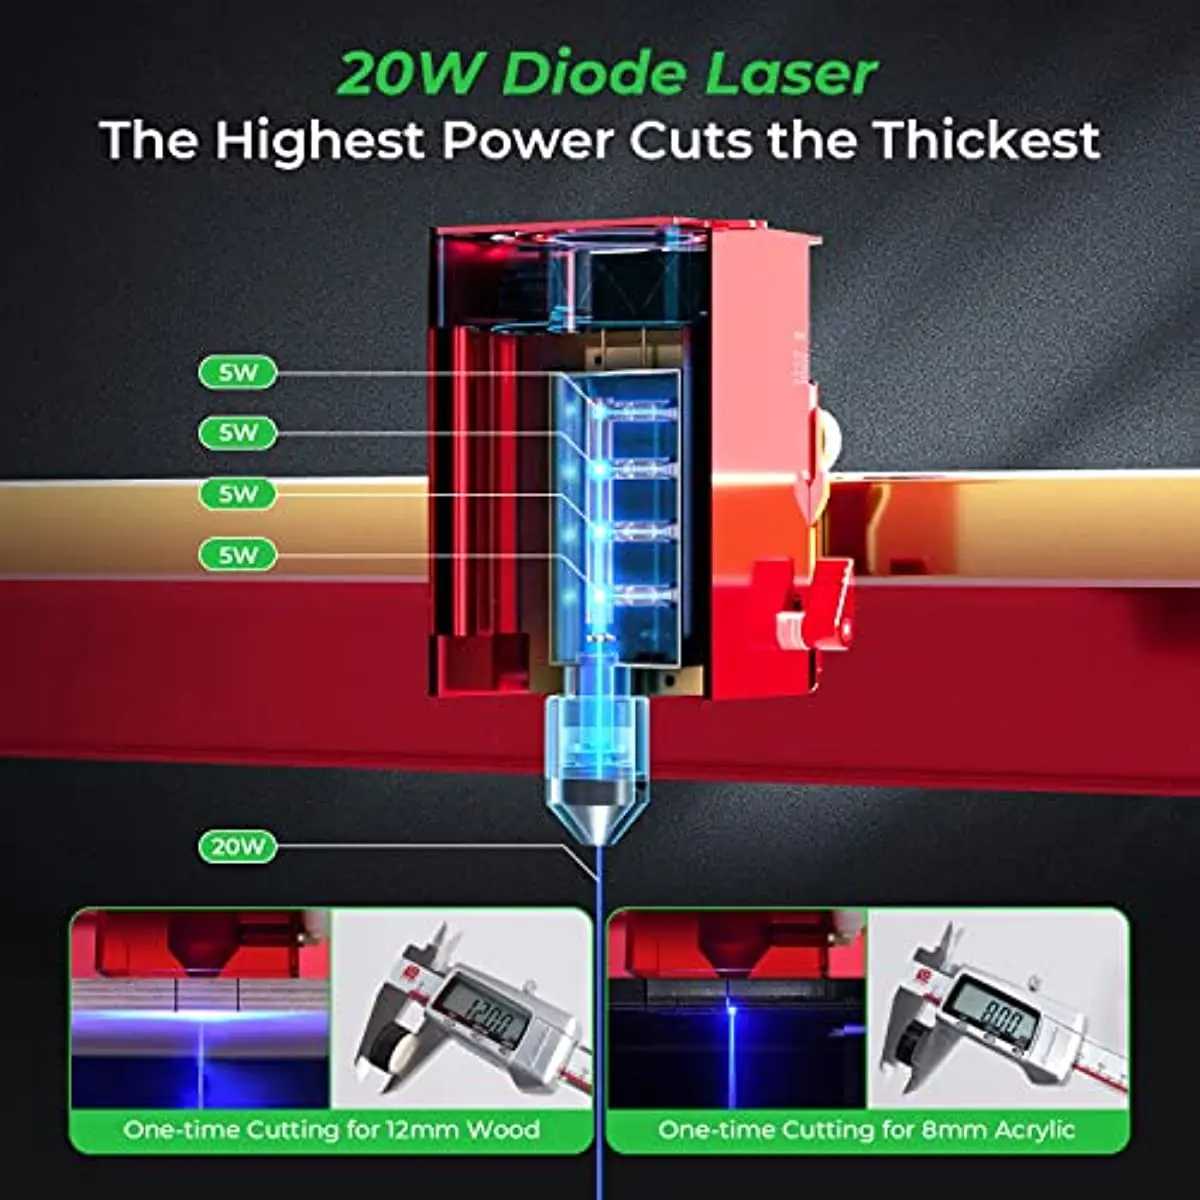 20W Diode Laser
The Highest Power Cuts the Thickest
5W
5W
5W
5W
20W
12.00
8.00
One-time Cutting for 12mm Wood
One-time Cutting for 8mm Acrylic